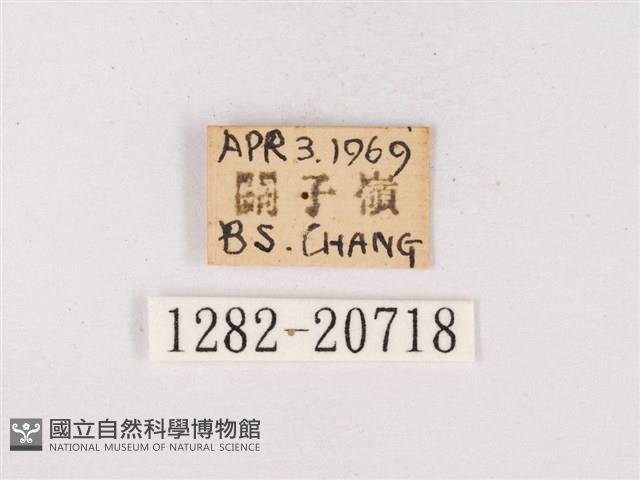 APR 3.1969
關子嶺
B S. CHANG
1282-20718
國立自然科學博物館
NATIONAL MUSEUM OF NATURAL SCIENCE